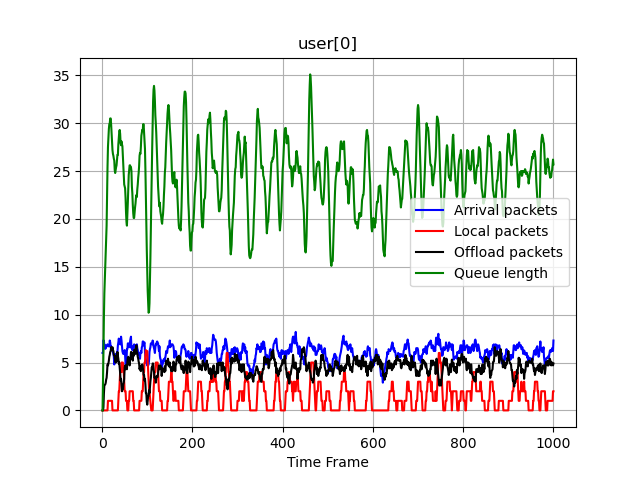 user[0]
35
30
25
20
15
10
5
0
Arrival packets
Local packets
Offload packets
Queue length
0 200 400 600 800 1000
Time Frame